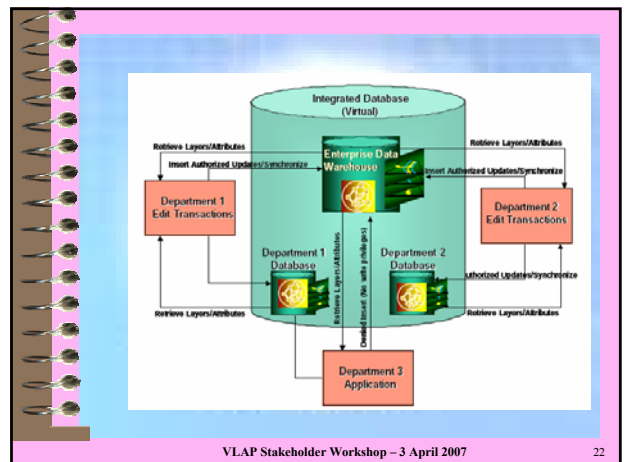 Integrated Database
(Virtual)
Retrieve Layers/Attributes
Retrieve Layers/Attributes
Enterprise Data
Warehouse
Insert Authorized Updates/Synchronize
Insert Authorized Updates/Synchronize
Department 1
Edit Transactions
Department 2
Edit Transactions
Retrieve Layers/Attributes
Denied Insert (No write privileges)
Department 1
Database
Department 2
Database
Authorized Updates/Synchronize
Retrieve Layers/Attributes
Retrieve Layers/Attributes
Department 3
Application
VLAP Stakeholder Workshop – 3 April 2007
22